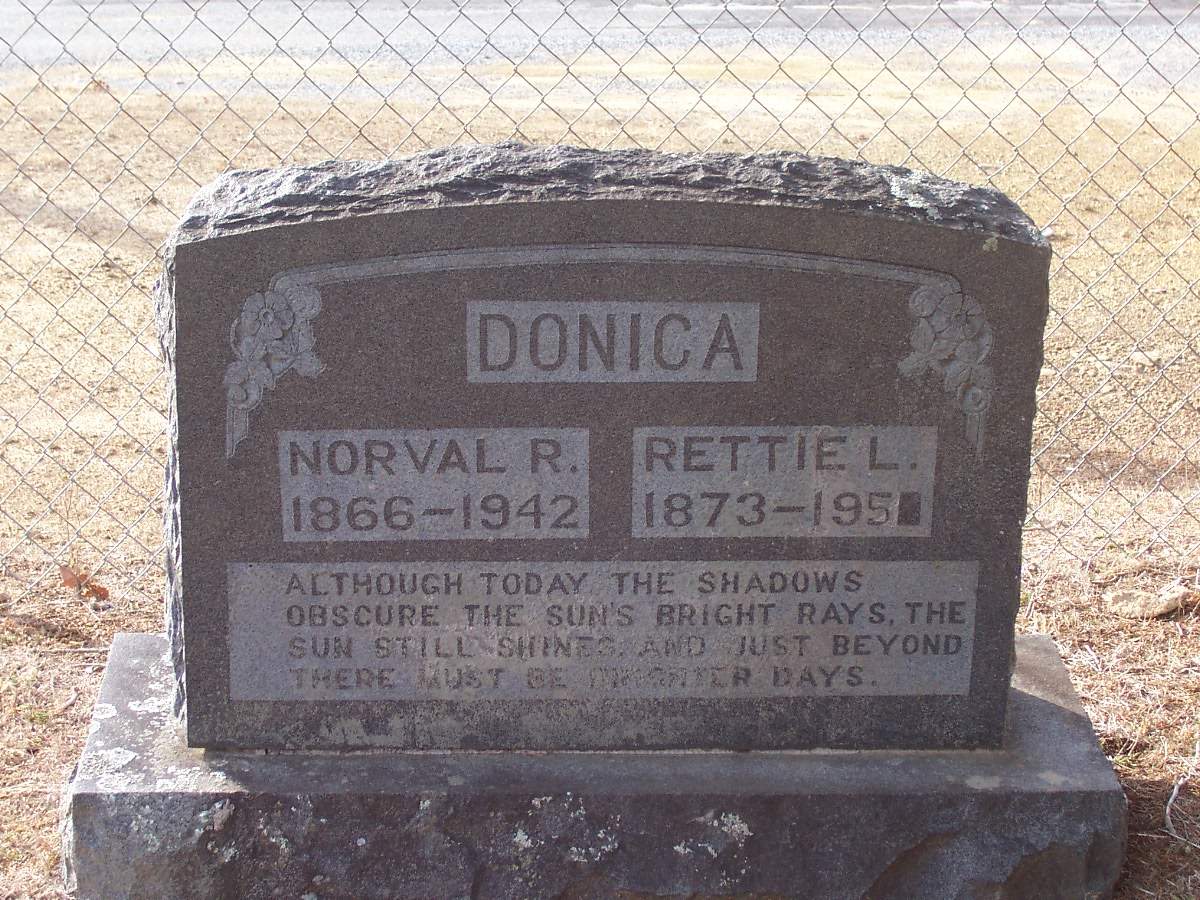 DONICA
NORVAL R.
1866-1942
RETTIE L.
1873-195
ALTHOUGH TODAY THE SHADOWS
OBSCURE THE SUN'S BRIGHT RAYS, THE
SUN STILL SHINES, AND JUST BEYOND
THERE MUST BE BRIGHTER DAYS.